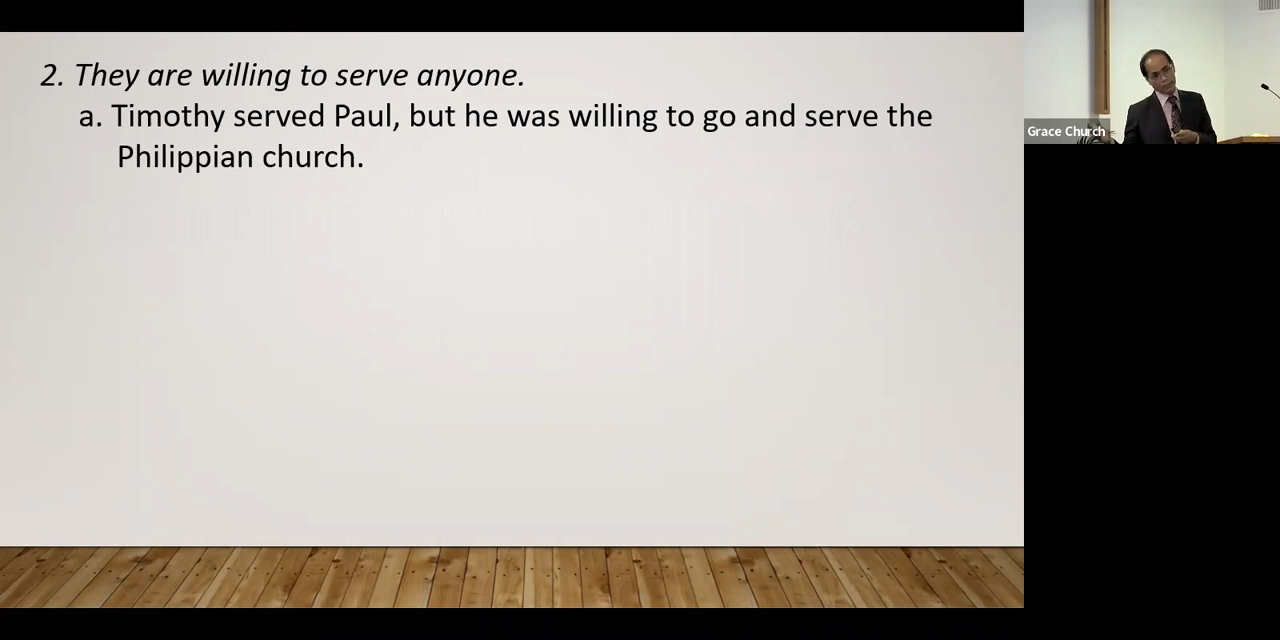 2. They are willing to serve anyone.
a. Timothy served Paul, but he was willing to go and serve the
Philippian church.
Grace Church